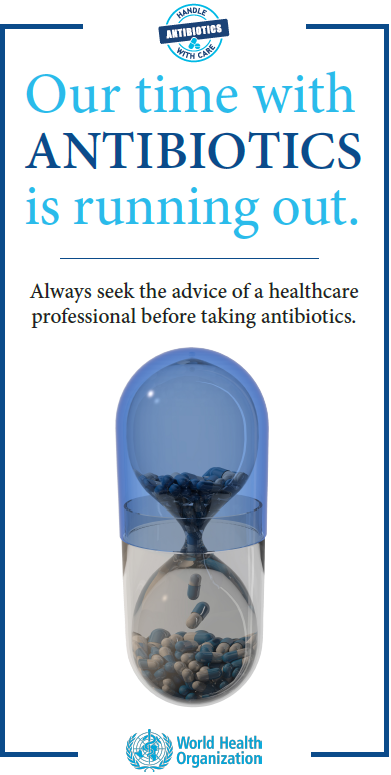 HANDLE
ANTIBIOTICS
WITH CARE
Our time with
ANTIBIOTICS
is running out.
Always seek the advice of a healthcare
professional before taking antibiotics.
World Health
Organization